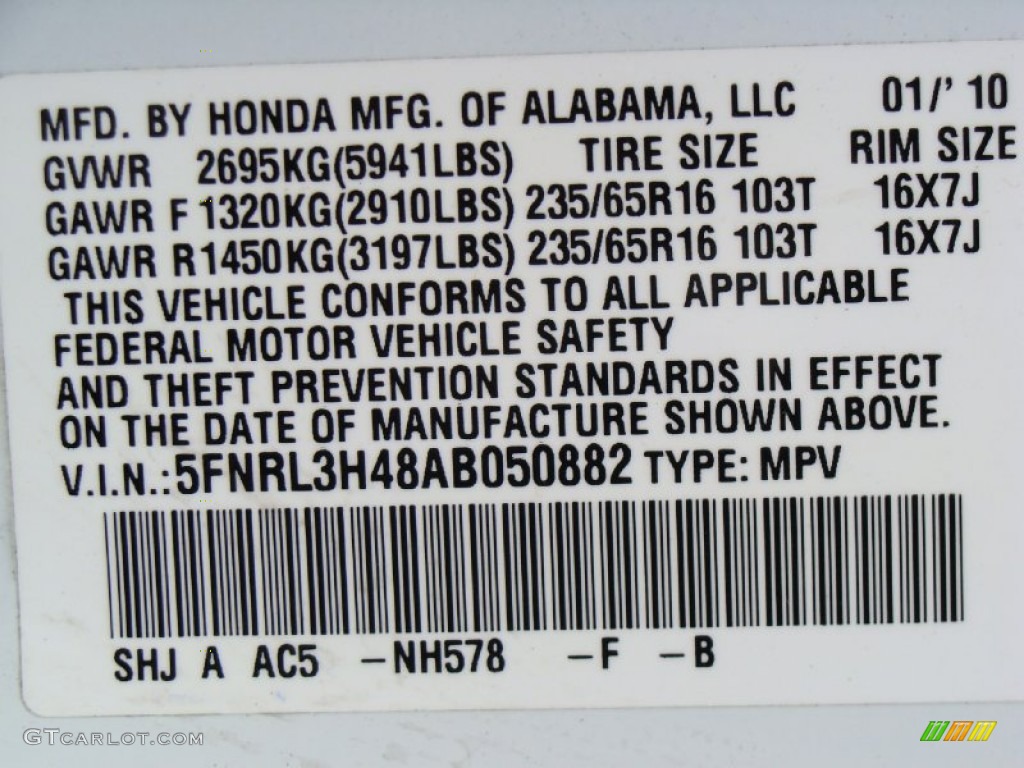 MFD. BY HONDA MFG. OF ALABAMA, LLC 01/' 10
GVWR 2695KG(5941LBS) TIRE SIZE RIM SIZE
GAWR F 1320KG(2910LBS) 235/65R16 103T 16X7J
GAWR R1450KG(3197LBS) 235/65R16 103T 16X7J
THIS VEHICLE CONFORMS TO ALL APPLICABLE
FEDERAL MOTOR VEHICLE SAFETY
AND THEFT PREVENTION STANDARDS IN EFFECT
ON THE DATE OF MANUFACTURE SHOWN ABOVE.
V.I.N.:5FNRL3H48AB050882 TYPE: MPV
SHJ A AC5 -NH578 -F -B
GTCARLOT.COM